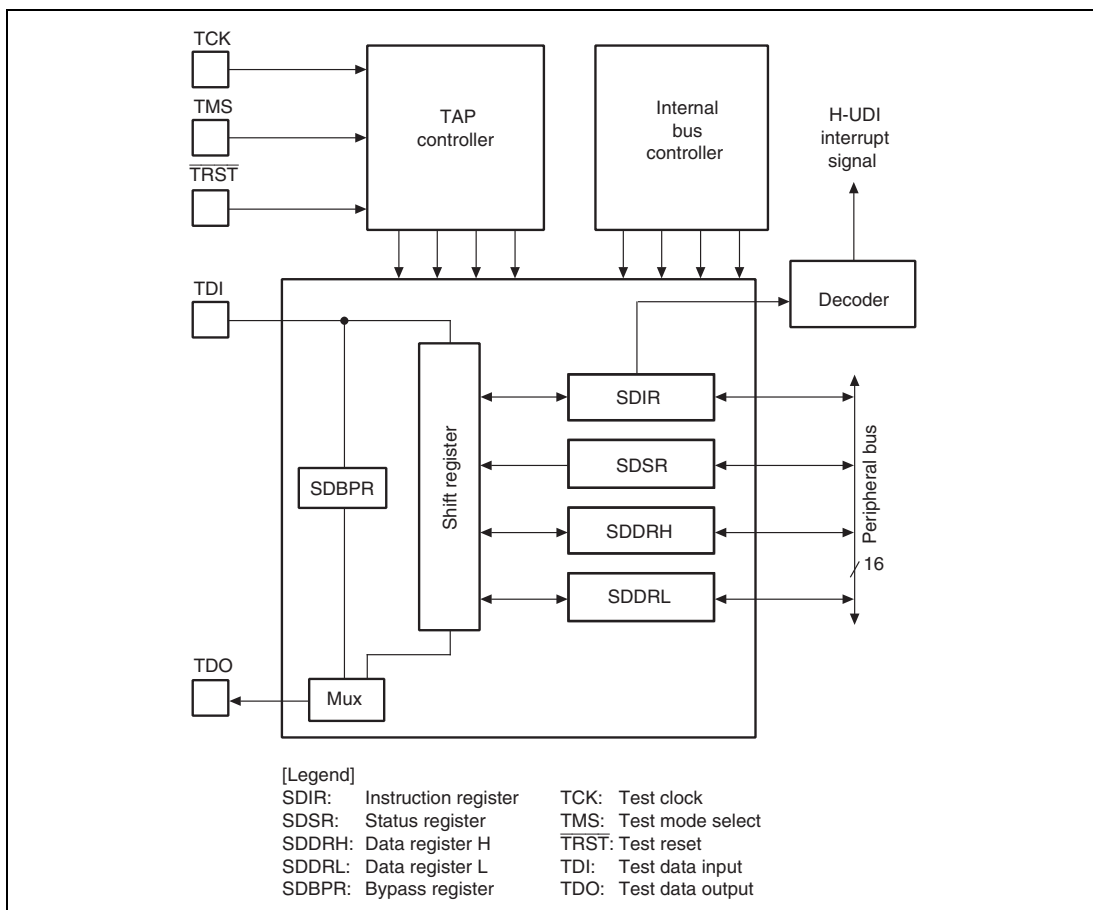 TCK
TMS
TRST
TAP
controller
Internal
bus
controller
H-UDI
interrupt
signal
TDI
Decoder
Shift register
SDIR
SDSR
SDBPR
SDDRH
SDDRL
Peripheral bus
16
TDO
Mux
[Legend]
SDIR: Instruction register
SDSR: Status register
SDDRH: Data register H
SDDRL: Data register L
SDBPR: Bypass register
TCK: Test clock
TMS: Test mode select
TRST: Test reset
TDI: Test data input
TDO: Test data output